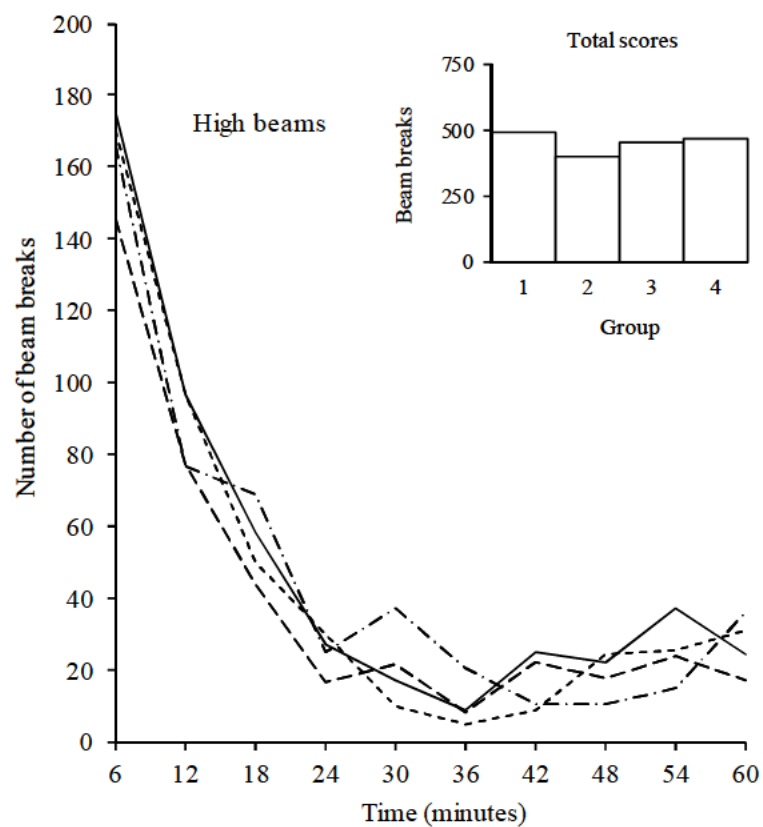 200
180
160
140
120
100
80
60
40
20
0
Number of beam breaks
High beams
6 12 18 24 30 36 42 48 54 60
Time (minutes)
Total scores
750
500
250
0
Beam breaks
1 2 3 4
Group